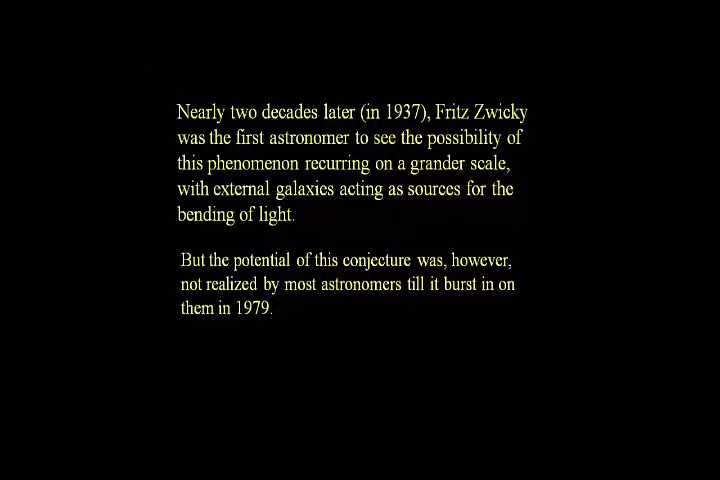 Nearly two decades later (in 1937), Fritz Zwicky
was the first astronomer to see the possibility of
this phenomenon recurring on a grander scale,
with external galaxies acting as sources for the
bending of light.
But the potential of this conjecture was, however,
not realized by most astronomers till it burst in on
them in 1979.